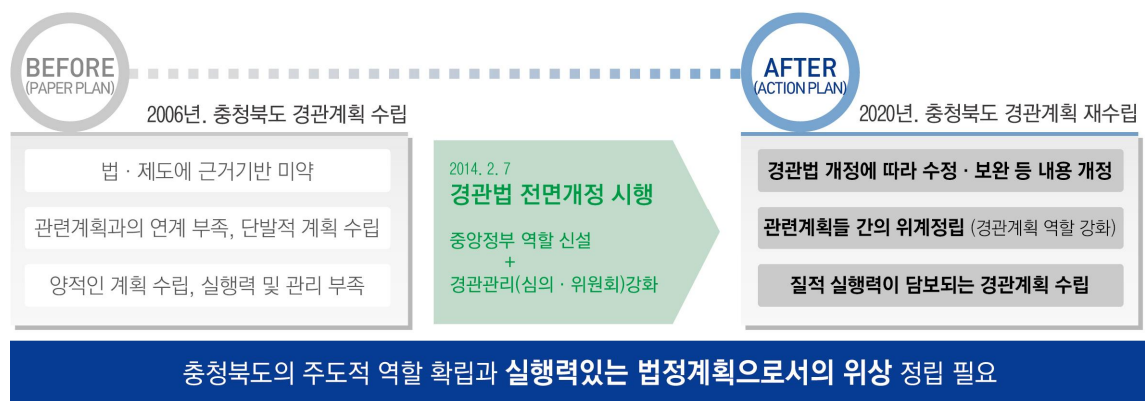 BEFORE
(PAPER PLAN)
2006년. 충청북도 경관계획 수립
법 · 제도에 근거기반 미약
관련계획과의 연계 부족, 단발적 계획 수립
양적인 계획 수립, 실행력 및 관리 부족
2014. 2. 7
경관법 전면개정 시행
중앙정부 역할 신설
+
경관관리(심의 · 위원회)강화
AFTER
(ACTION PLAN)
2020년. 충청북도 경관계획 재수립
경관법 개정에 따라 수정 · 보완 등 내용 개정
관련계획들 간의 위계정립 (경관계획 역할 강화)
질적 실행력이 담보되는 경관계획 수립
충청북도의 주도적 역할 확립과 실행력있는 법정계획으로서의 위상 정립 필요